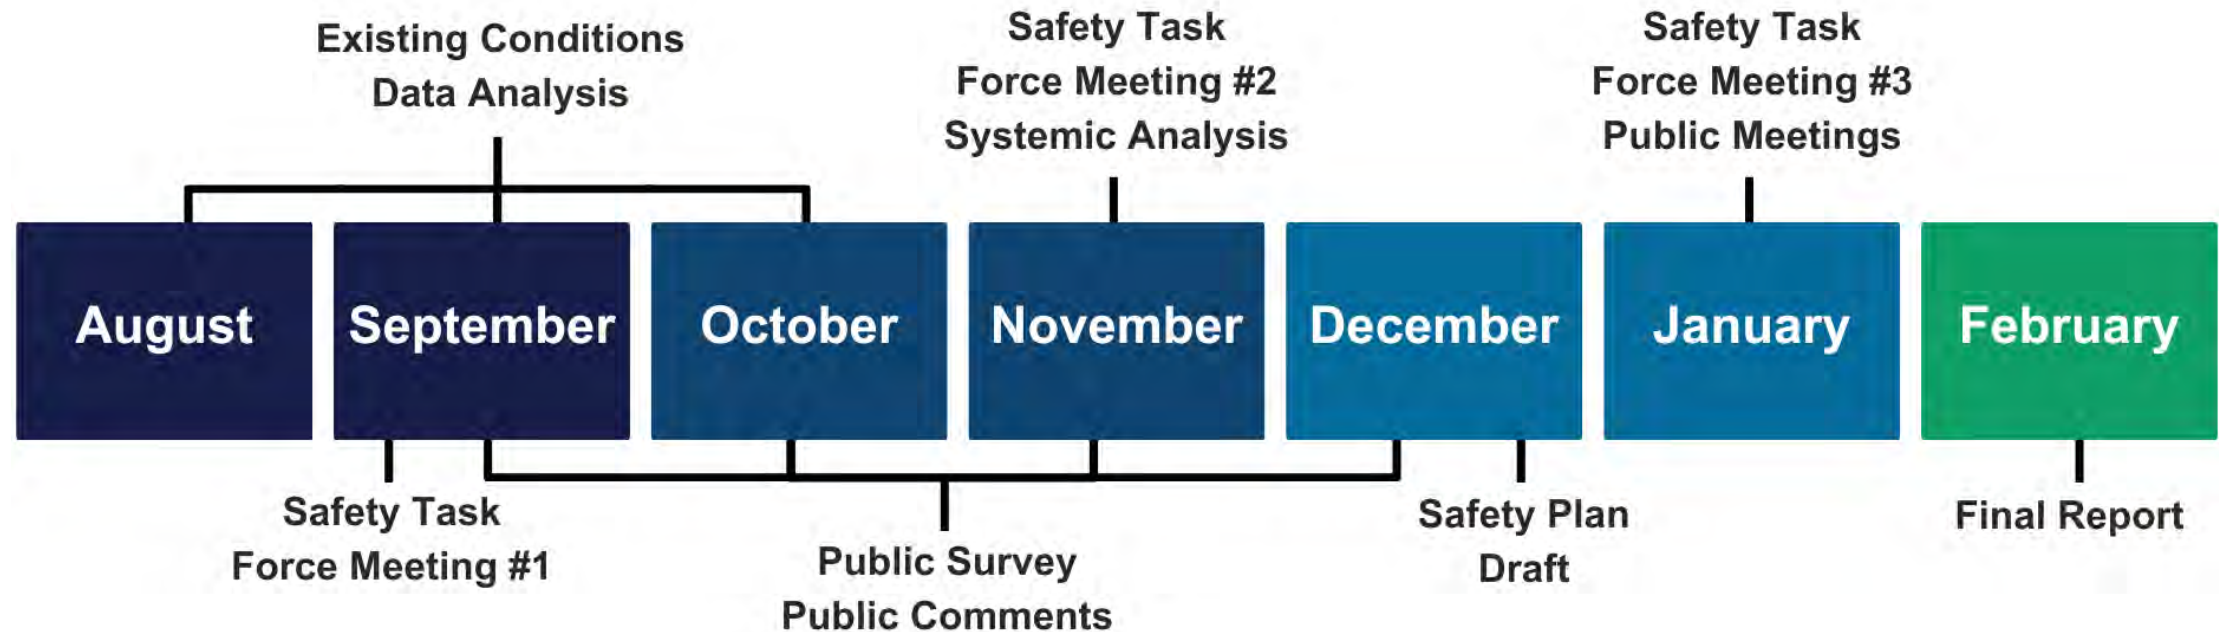 Existing Conditions
Data Analysis
Safety Task
Force Meeting #2
Systemic Analysis
Safety Task
Force Meeting #3
Public Meetings
August
September
October
November
December
January
February
Safety Task
Force Meeting #1
Public Survey
Public Comments
Safety Plan
Draft
Final Report